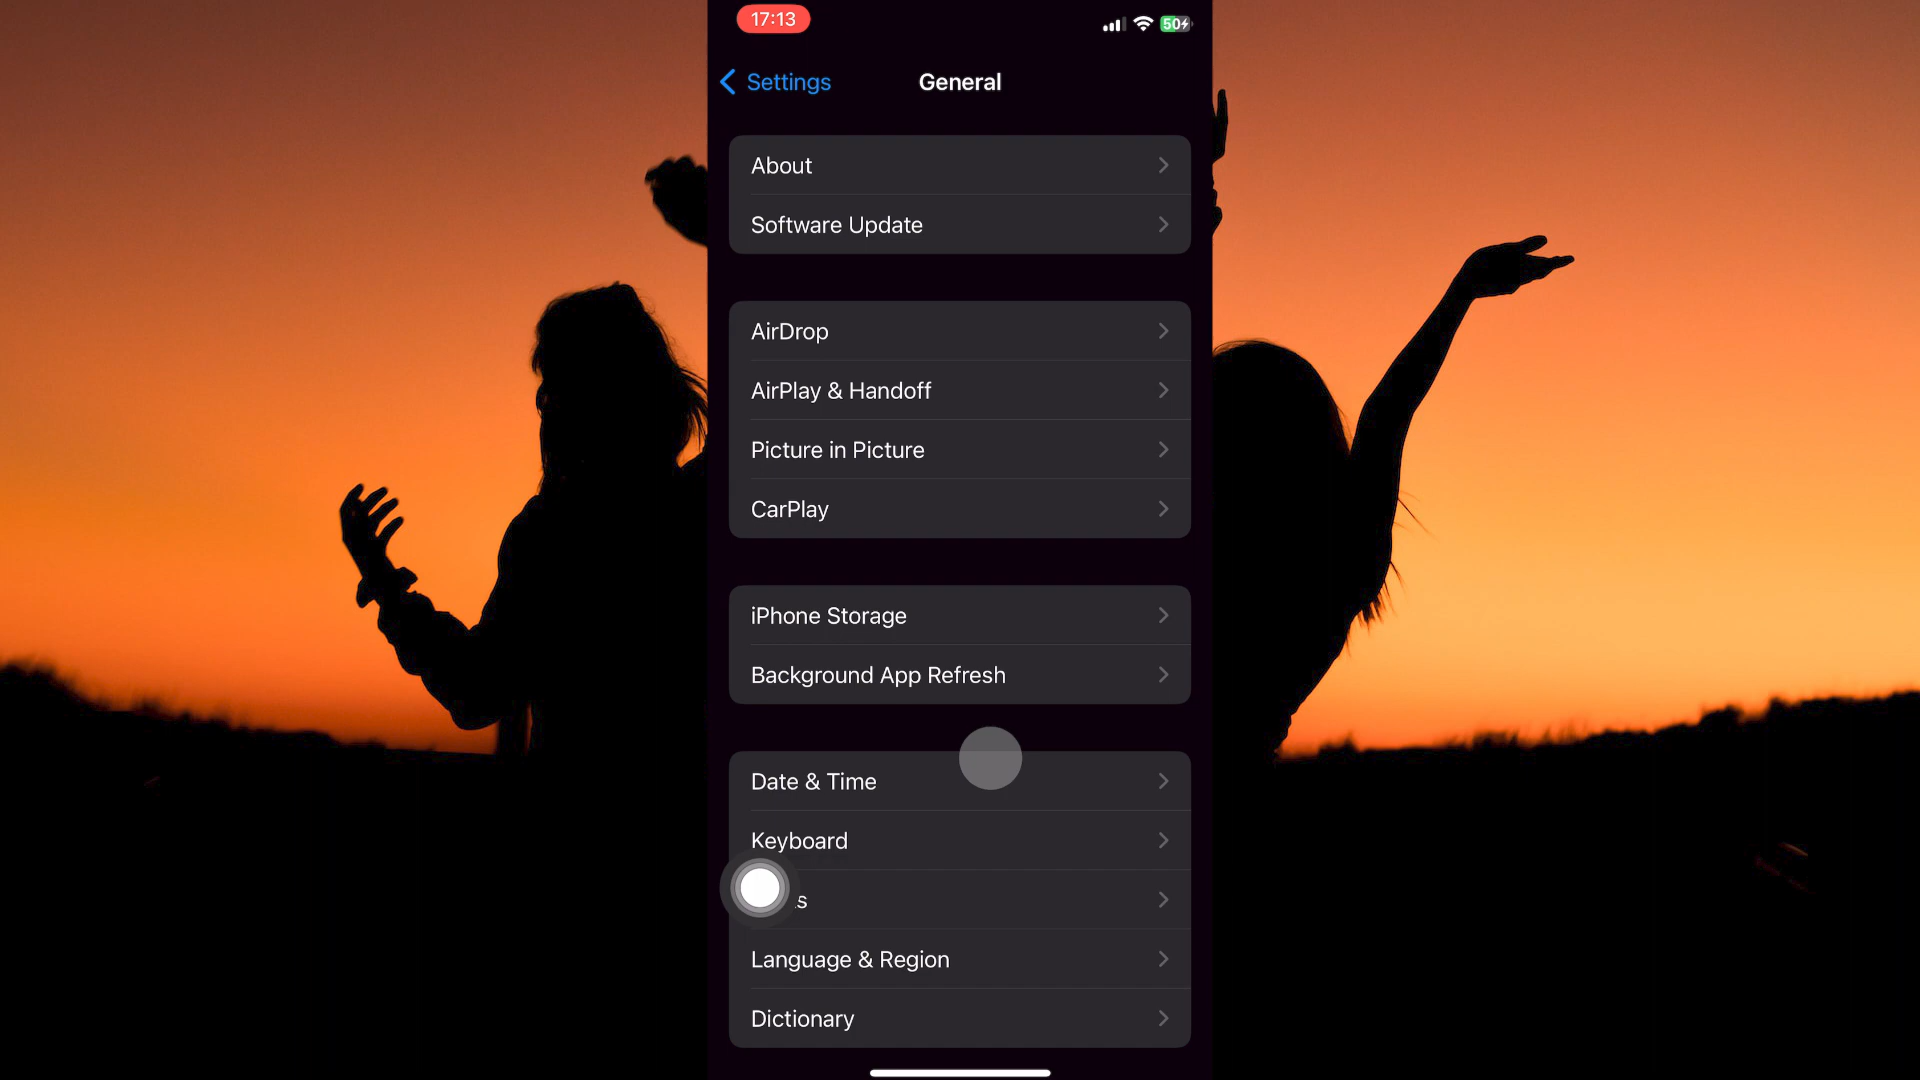 17:13
50
Settings
General
About
Software Update
AirDrop
AirPlay & Handoff
Picture in Picture
CarPlay
iPhone Storage
Background App Refresh
Date & Time
Keyboard
Language & Region
Dictionary